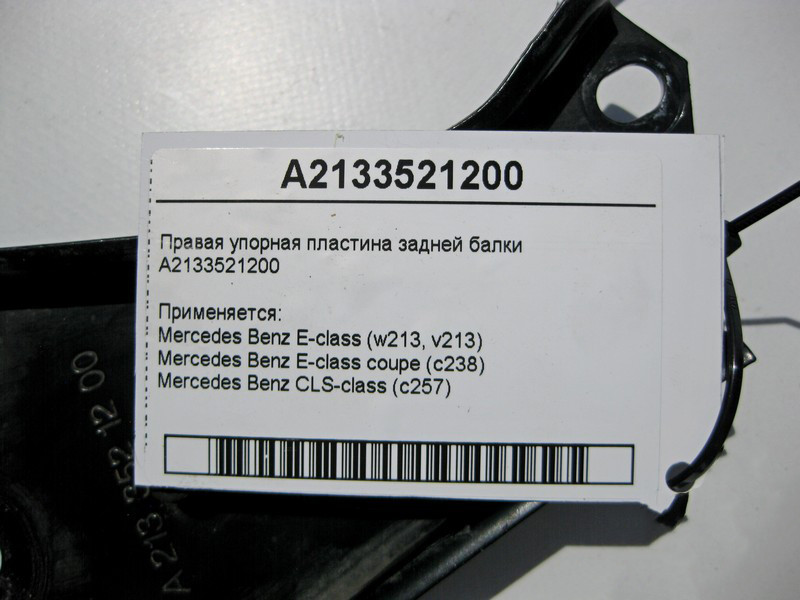 A2133521200
Правая упорная пластина задней балки
A2133521200
Применяется:
Mercedes Benz E-class (w213, v213)
Mercedes Benz E-class coupe (c238)
Mercedes Benz CLS-class (c257)
A 213 352 12 00